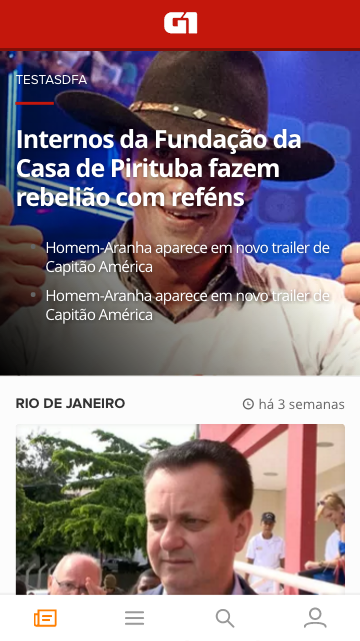 G1
TESTASDFA
Internos da Fundação da
Casa de Pirituba fazem
rebelião com reféns
Homem-Aranha aparece em novo trailer de
Capitão América
Homem-Aranha aparece em novo trailer de
Capitão América
RIO DE JANEIRO
há 3 semanas